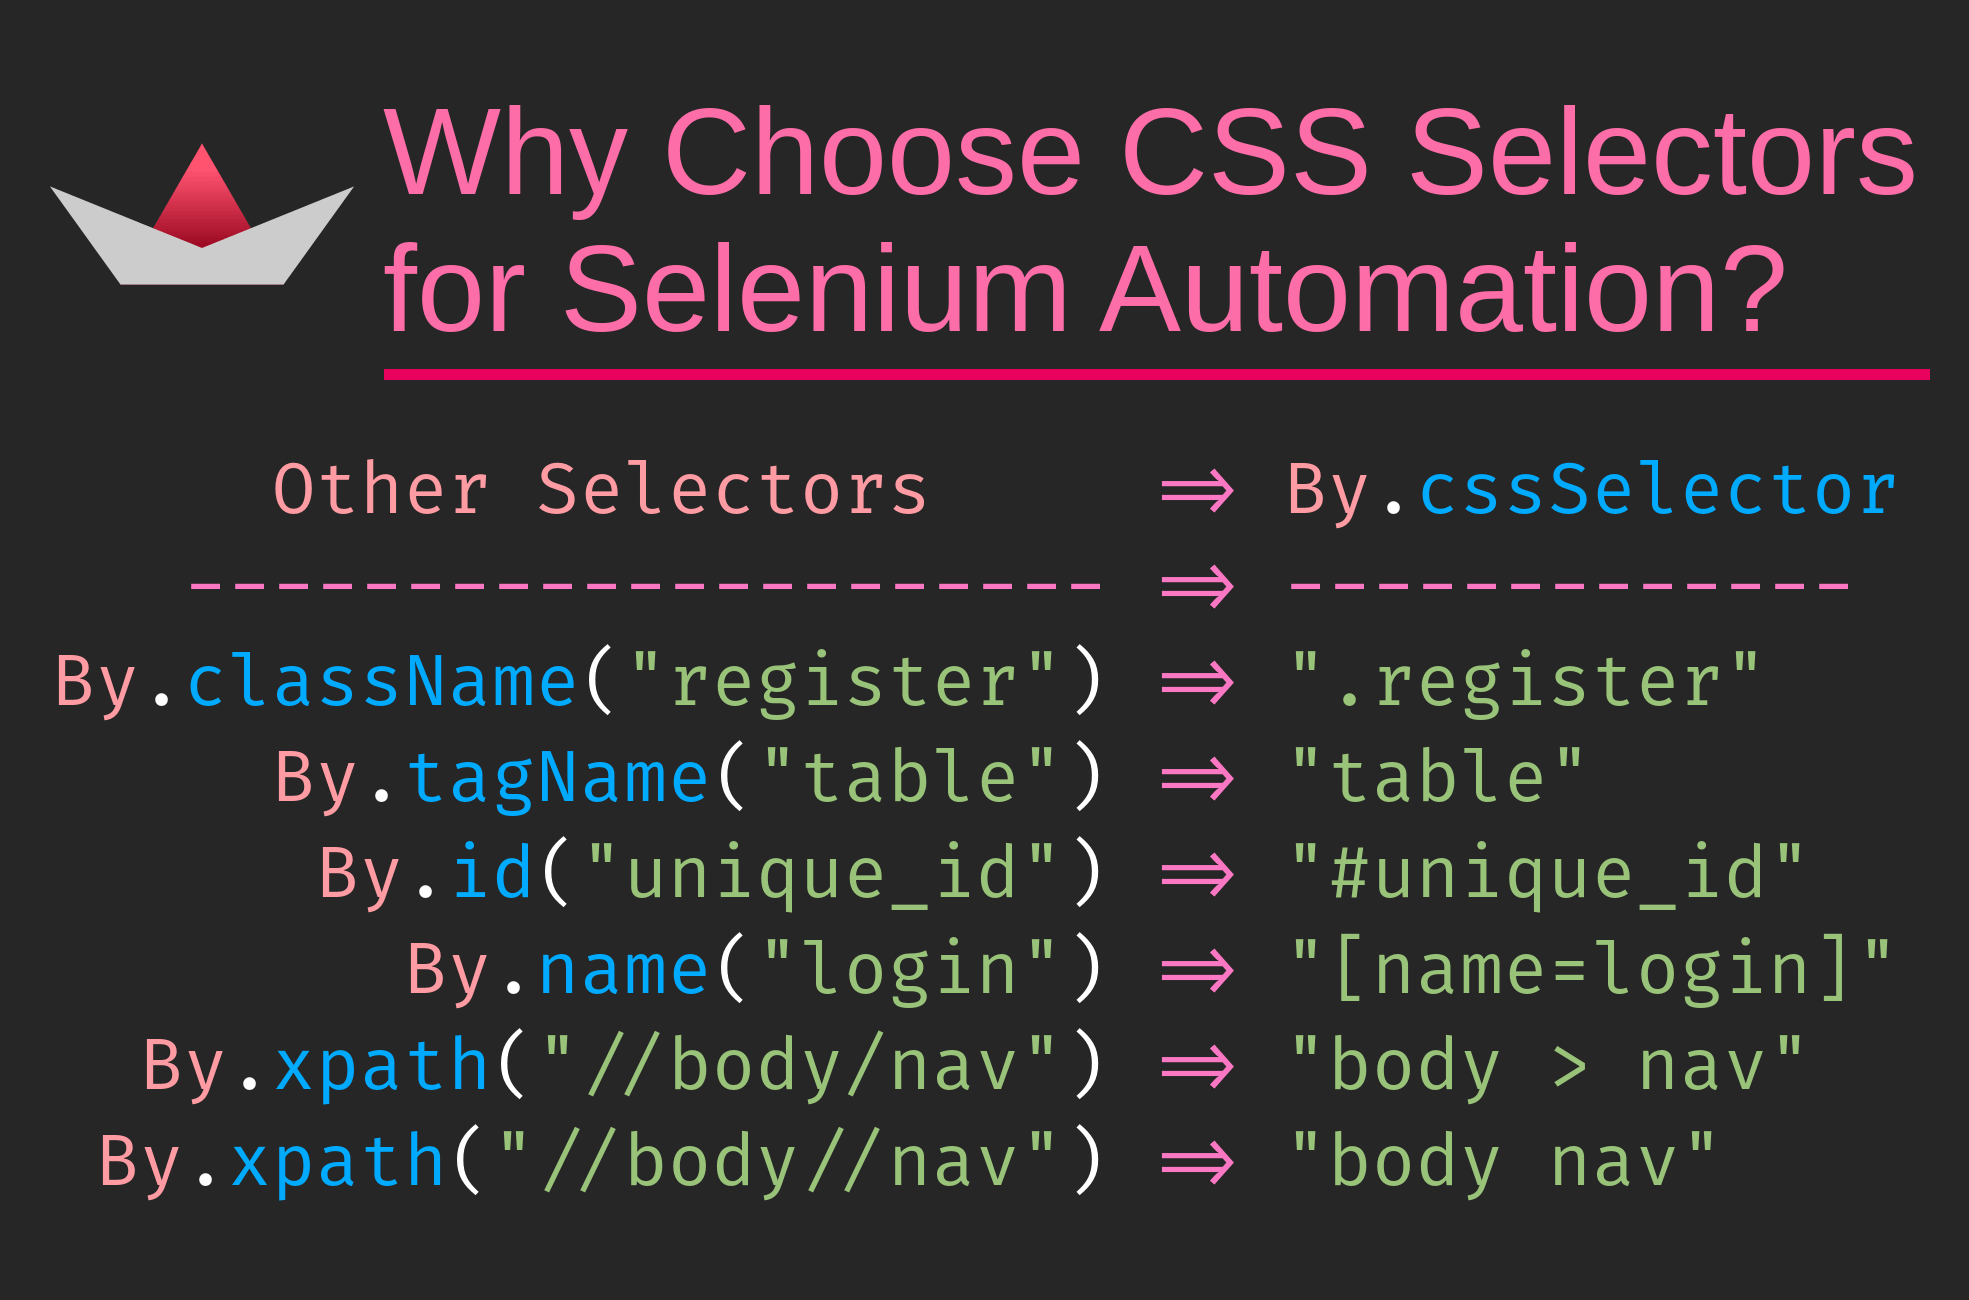 Why Choose CSS Selectors
for Selenium Automation?
Other Selectors ⇒ By.cssSelector
--------------------- ⇒ -------------
By.className("register") ⇒ ".register"
By.tagName("table") ⇒ "table"
By.id("unique_id") ⇒ "#unique_id"
By.name("login") ⇒ "[name=login]"
By.xpath("//body/nav") ⇒ "body > nav"
By.xpath("//body//nav") ⇒ "body nav"